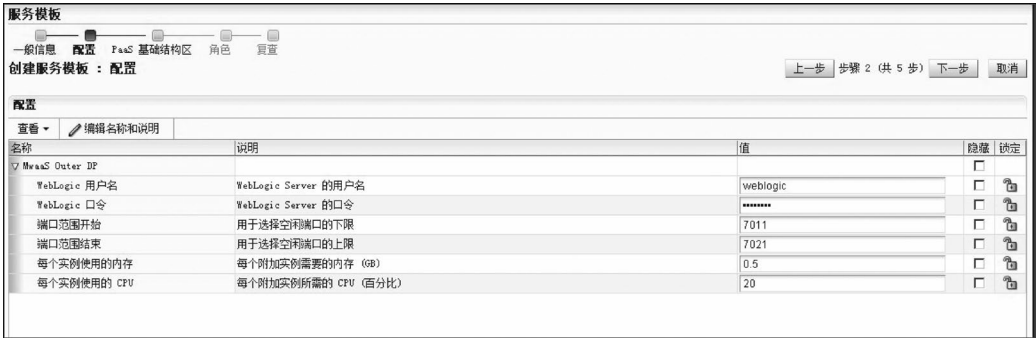 服务模板
一般信息 配置 PaaS 基础结构区 角色 复查
创建服务模板 : 配置 上一步 步骤 2 (共 5 步) 下一步 取消
配置
查看 编辑名称和说明
名称 说明 值 隐藏 锁定
MwaaS Outer DP
WebLogic 用户名 WebLogic Server 的用户名 weblogic
WebLogic 口令 WebLogic Server 的口令 ••••••••
端口范围开始 用于选择空闲端口的下限 7011
端口范围结束 用于选择空闲端口的上限 7021
每个实例使用的内存 每个附加实例需要的内存 (GB) 0.5
每个实例使用的 CPU 每个附加实例所需的 CPU (百分比) 20